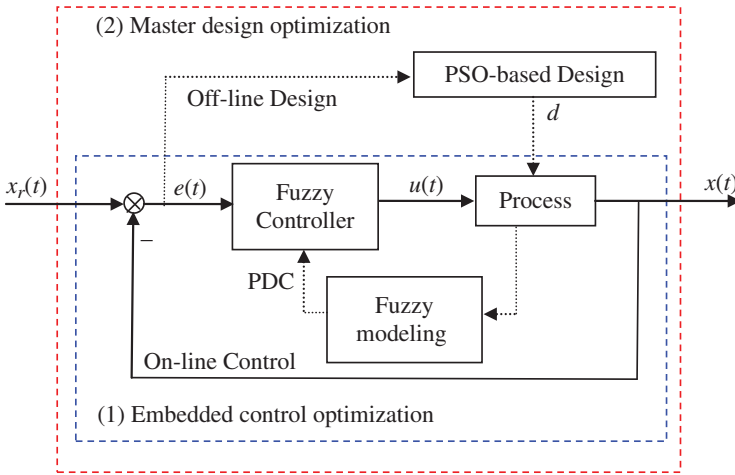 (2) Master design optimization
PSO-based Design
Off-line Design
d
x_r(t)
e(t)
Fuzzy
Controller
u(t)
Process
x(t)
–
PDC
Fuzzy
modeling
On-line Control
(1) Embedded control optimization